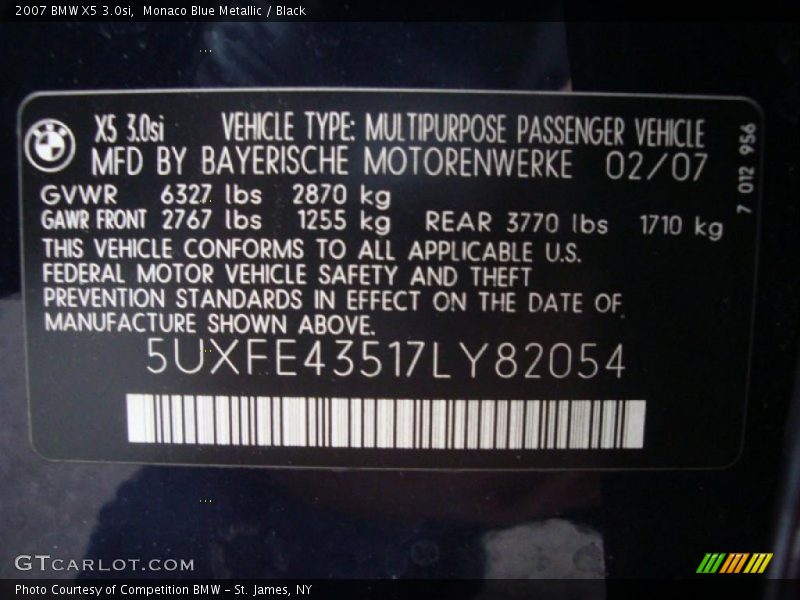 2007 BMW X5 3.0si, Monaco Blue Metallic / Black
BMW
X5 3.0si VEHICLE TYPE: MULTIPURPOSE PASSENGER VEHICLE
MFD BY BAYERISCHE MOTORENWERKE 02/07
GVWR 6327 lbs 2870 kg
GAWR FRONT 2767 lbs 1255 kg REAR 3770 lbs 1710 kg
THIS VEHICLE CONFORMS TO ALL APPLICABLE U.S.
FEDERAL MOTOR VEHICLE SAFETY AND THEFT
PREVENTION STANDARDS IN EFFECT ON THE DATE OF
MANUFACTURE SHOWN ABOVE.
5UXFE43517LY82054
7 012 956
GTCARLOT.COM
Photo Courtesy of Competition BMW - St. James, NY